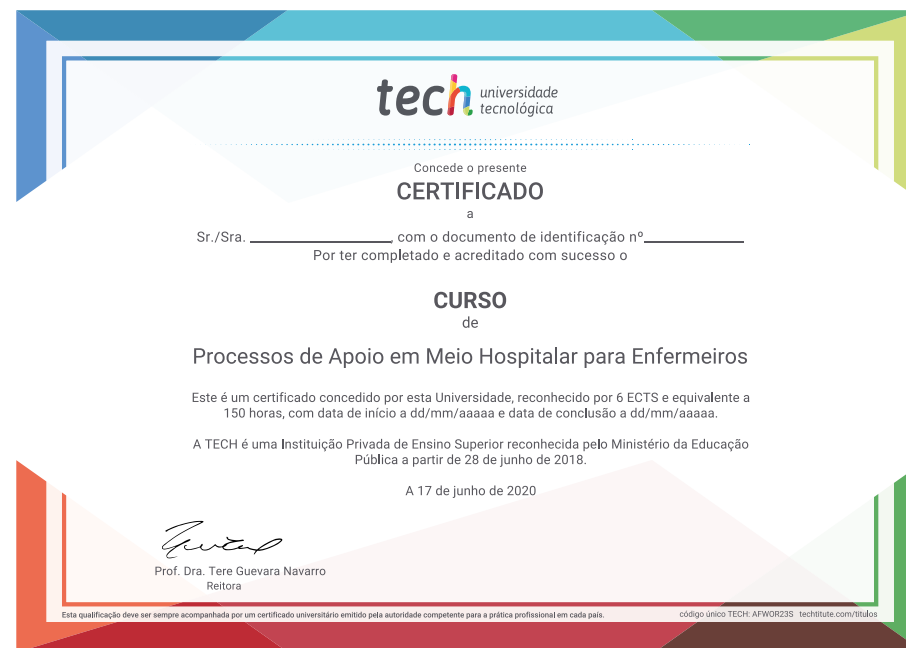 tech universidade
tecnológica
Concede o presente
CERTIFICADO
a
Sr./Sra. ____________________, com o documento de identificação nº______________
Por ter completado e acreditado com sucesso o
CURSO
de
Processos de Apoio em Meio Hospitalar para Enfermeiros
Este é um certificado concedido por esta Universidade, reconhecido por 6 ECTS e equivalente a
150 horas, com data de início a dd/mm/aaaaa e data de conclusão a dd/mm/aaaaa.
A TECH é uma Instituição Privada de Ensino Superior reconhecida pelo Ministério da Educação
Pública a partir de 28 de junho de 2018.
A 17 de junho de 2020
Prof. Dra. Tere Guevara Navarro
Reitora
Esta qualificação deve ser sempre acompanhada por um certificado universitário emitido pela autoridade competente para a prática profissional em cada país. código único TECH: AFWOR23S techtitute.com/titulos